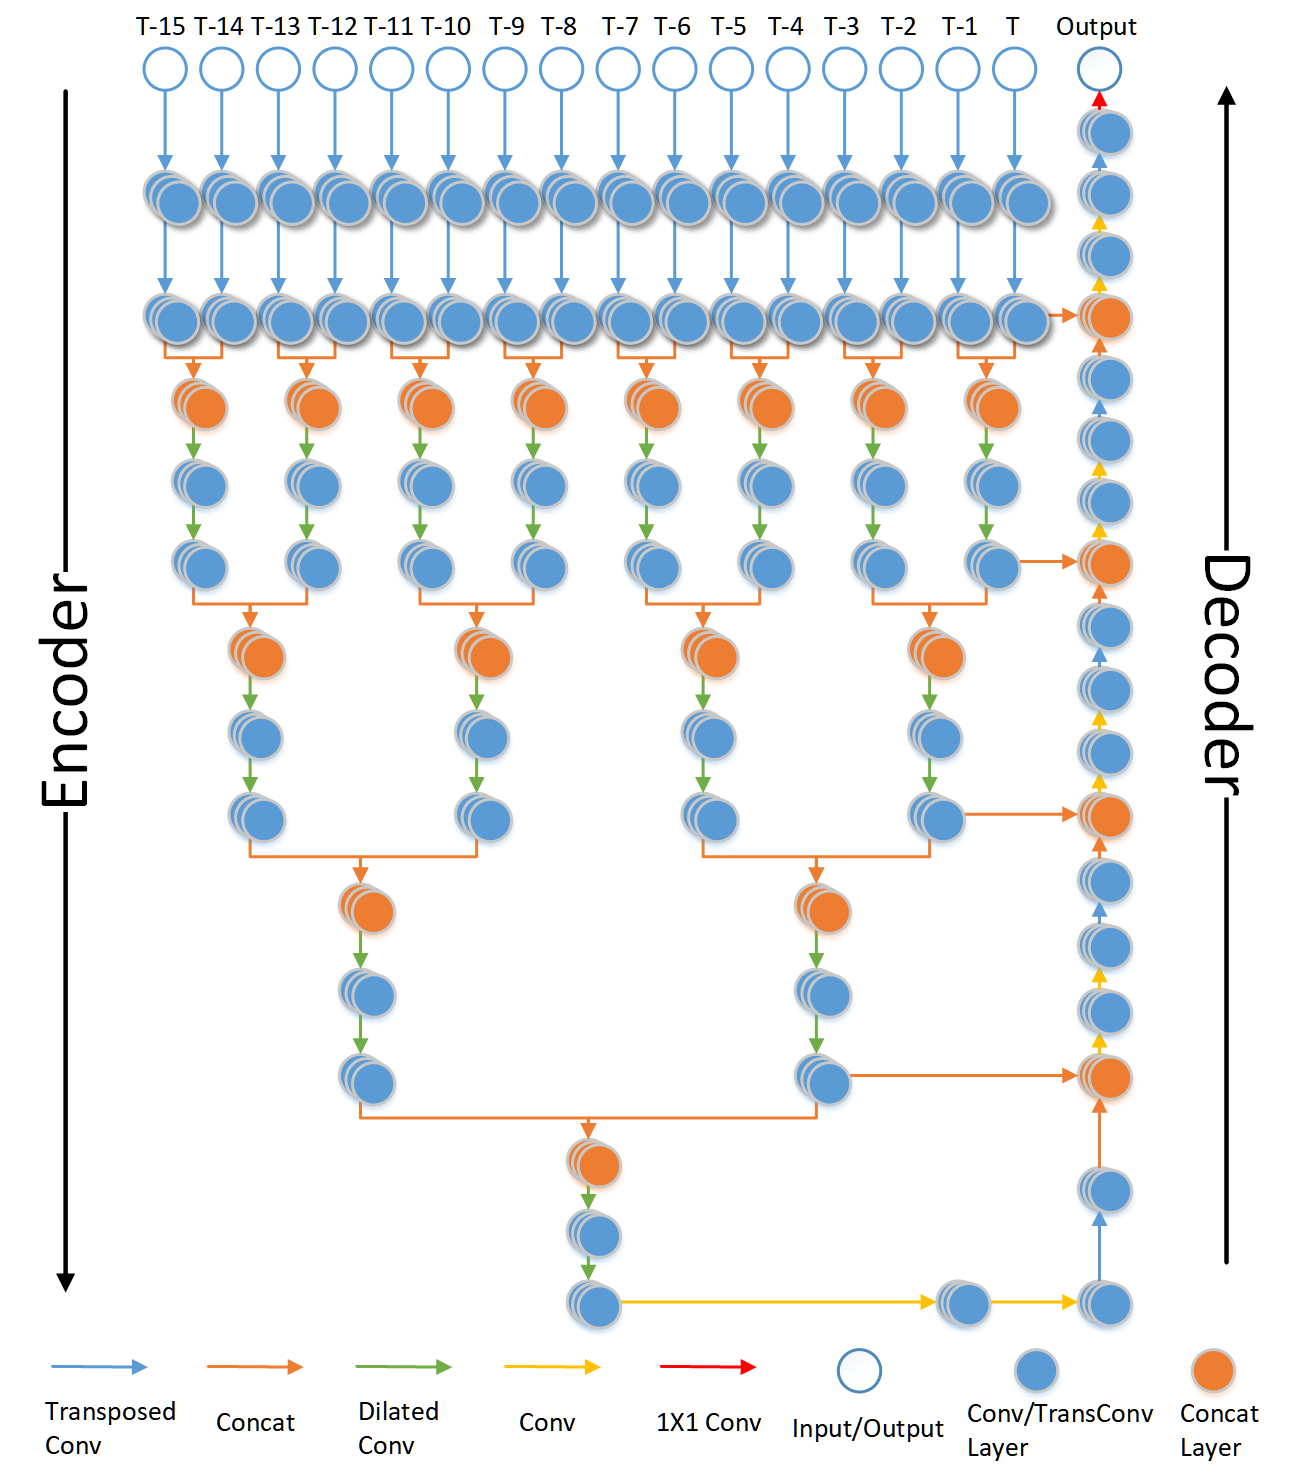 T-15 T-14 T-13 T-12 T-11 T-10 T-9 T-8 T-7 T-6 T-5 T-4 T-3 T-2 T-1 T Output
Encoder
Decoder
Transposed
Conv
Concat
Dilated
Conv
Conv
1X1 Conv
Input/Output
Conv/TransConv
Layer
Concat
Layer